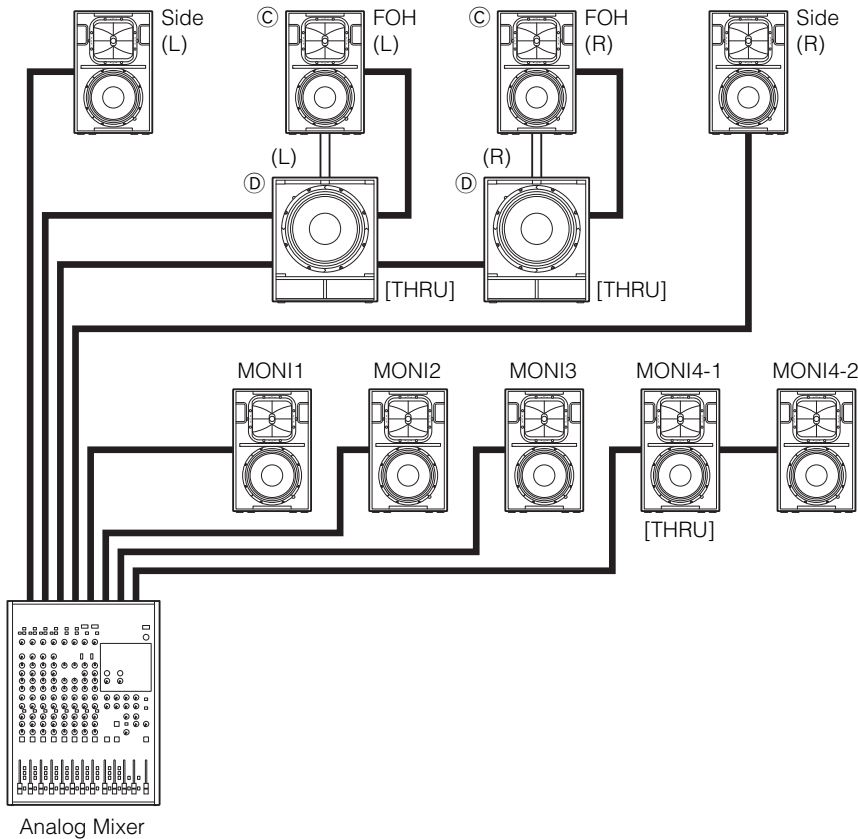 Side
(L)
Ⓒ
FOH
(L)
Ⓒ
FOH
(R)
Side
(R)
(L)
Ⓓ
(R)
Ⓓ
[THRU]
[THRU]
MONI1
MONI2
MONI3
MONI4-1
MONI4-2
[THRU]
Analog Mixer